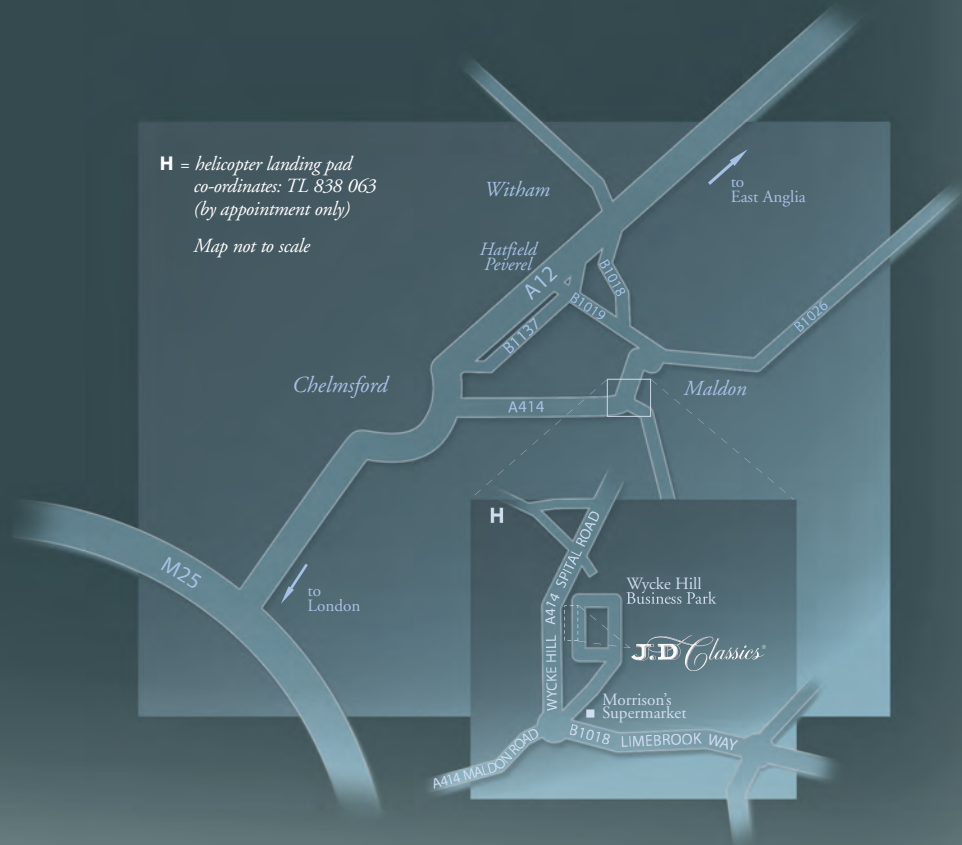 H = helicopter landing pad
co-ordinates: TL 838 063
(by appointment only)
Map not to scale
Witham
to
East Anglia
Hatfield
Peverel
A12
B1018
B1019
B1137
B1026
Chelmsford
Maldon
A414
M25
to
London
H
A414 SPITAL ROAD
Wycke Hill
Business Park
WYCKE HILL
J.D Classics®
Morrison's
Supermarket
B1018 LIMEBROOK WAY
A414 MALDON ROAD